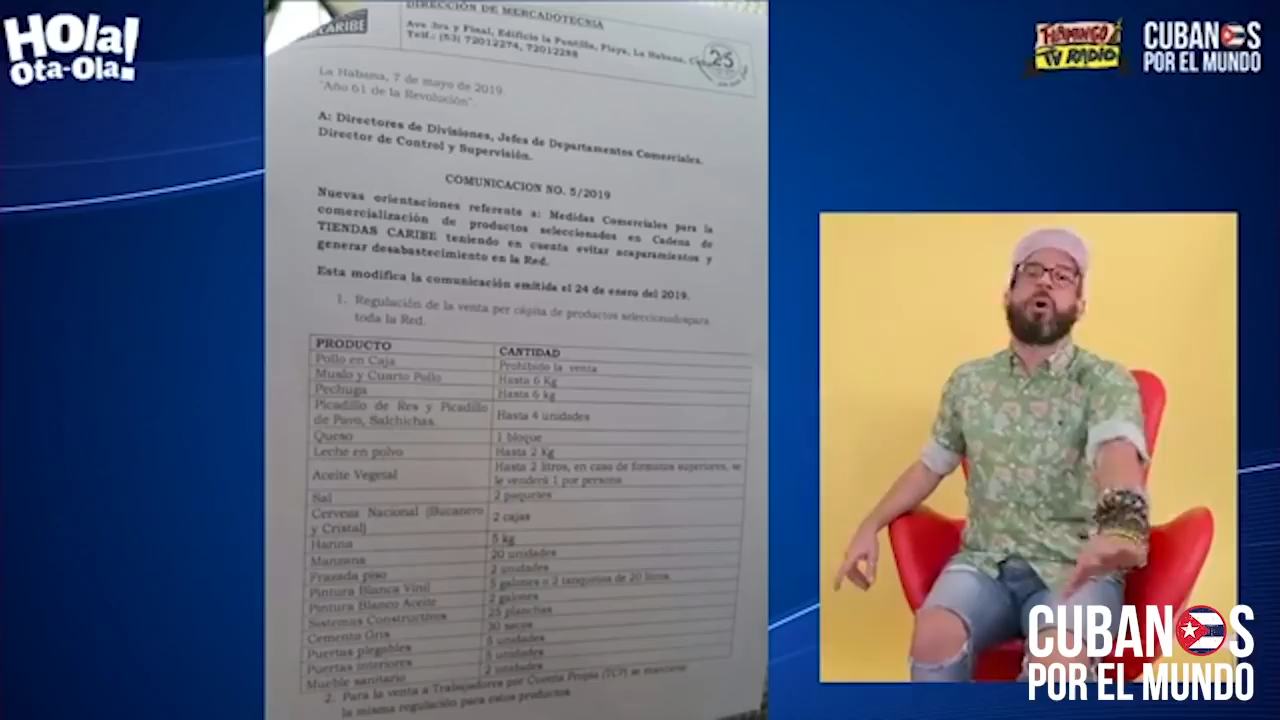 HOla!
Ota-Ola!
CARIBE
DIRECCIÓN DE MERCADOTECNIA
Ave 3ra y Final, Edificio la Puntilla, Playa, La Habana,
Telf.: (53) 72012274, 72012288
25
La Habana, 7 de mayo de 2019
"Año 61 de la Revolución".
A: Directores de Divisiones, Jefes de Departamentos Comerciales.
Director de Control y Supervisión.
COMUNICACION NO. 5/2019
Nuevas orientaciones referente a: Medidas Comerciales para la
comercialización de productos seleccionados en Cadena de
TIENDAS CARIBE teniendo en cuenta evitar acaparamientos y
generar desabastecimiento en la Red.
Esta modifica la comunicación emitida el 24 de enero del 2019.
1. Regulación de la venta per cápita de productos seleccionadospara
toda la Red.
PRODUCTO CANTIDAD
Pollo en Caja Prohibido la venta
Muslo y Cuarto Pollo Hasta 6 Kg
Pechuga Hasta 6 kg
Picadillo de Res y Picadillo
de Pavo, Salchichas. Hasta 4 unidades
Queso 1 bloque
Leche en polvo Hasta 2 Kg
Aceite Vegetal Hasta 2 litros, en caso de formatos superiores, se
le venderá 1 por persona
Sal 2 paquetes
Cerveza Nacional (Bucanero
y Cristal) 2 cajas
Harina 5 kg
Manzana 20 unidades
Frazada piso 2 unidades
Pintura Blanca Vinil 5 galones o 2 tanquetas de 20 litros.
Pintura Blanco Aceite 2 galones
Sistemas Constructivos 25 planchas
Cemento Gris 30 sacos
Puertas plegables 5 unidades
Puertas interiores 5 unidades
Mueble sanitario 2 unidades
2. Para la venta a Trabajadores por Cuenta Propia (TCP) se mantiene
la misma regulación para estos productos
FLAMINGO
TV RADIO
CUBANOS
POR EL MUNDO
CUBANOS
POR EL MUNDO